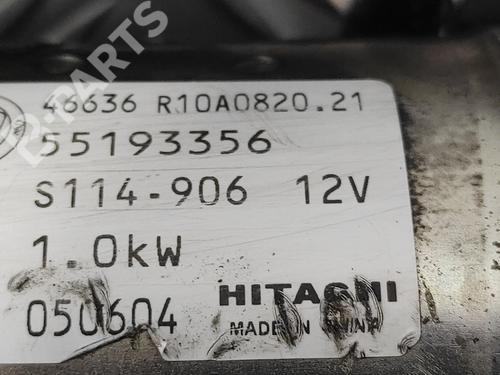 B-PARTS
46636 R10A0820.21
55193356
S114-906 12V
1.0kW
050604 HITACHI
MADE IN CHINA